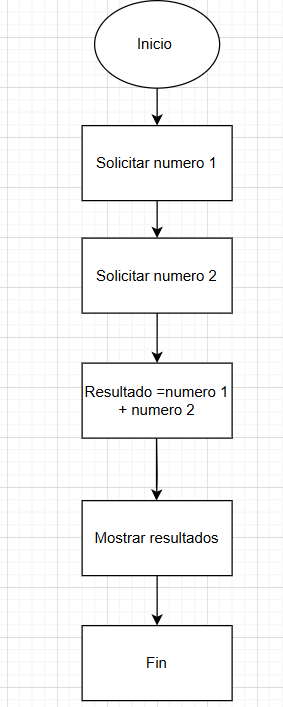 Inicio
Solicitar numero 1
Solicitar numero 2
Resultado =numero 1
+ numero 2
Mostrar resultados
Fin